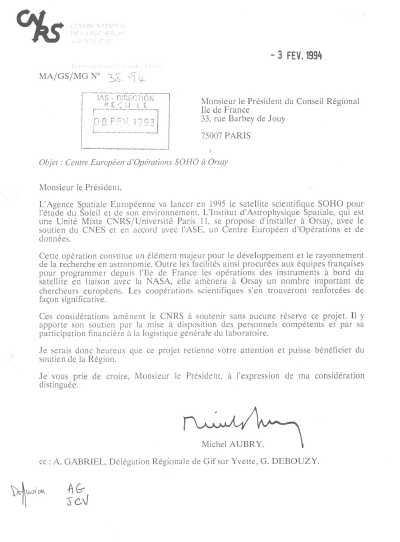 CNRS
CENTRE NATIONAL
DE LA RECHERCHE
SCIENTIFIQUE
- 3 FEV. 1994
MA/GS/MG N° 38-94
IAS - DIRECTION
REÇU LE
08 FEV. 1993
Monsieur le Président du Conseil Régional
Ile de France
33, rue Barbey de Jouy
75007 PARIS
Objet : Centre Européen d'Opérations SOHO à Orsay
Monsieur le Président,
L'Agence Spatiale Européenne va lancer en 1995 le satellite scientifique SOHO pour
l'étude du Soleil et de son environnement. L'Institut d'Astrophysique Spatiale, qui est
une Unité Mixte CNRS/Université Paris 11, se propose d'installer à Orsay, avec le
soutien du CNES et en accord avec l'ASE, un Centre Européen d'Opérations et de
données.
Cette opération constitue un élément majeur pour le développement et le rayonnement
de la recherche en astronomie. Outre les facilités ainsi procurées aux équipes françaises
pour programmer depuis l'Ile de France les opérations des instruments à bord du
satellite en liaison avec la NASA, elle amènera à Orsay un nombre important de
chercheurs européens. Les coopérations scientifiques s'en trouveront renforcées de
façon significative.
Ces considérations amènent le CNRS à soutenir sans aucune réserve ce projet. Il y
apporte son soutien par la mise à disposition des personnels compétents et par sa
participation financière à la logistique générale du laboratoire.
Je serais donc heureux que ce projet retienne votre attention et puisse bénéficier du
soutien de la Région.
Je vous prie de croire, Monsieur le Président, à l'expression de ma considération
distinguée.
Michel AUBRY.
cc : A. GABRIEL, Délégation Régionale de Gif sur Yvette, G. DEBOUZY.
Diffusion AG
JCV